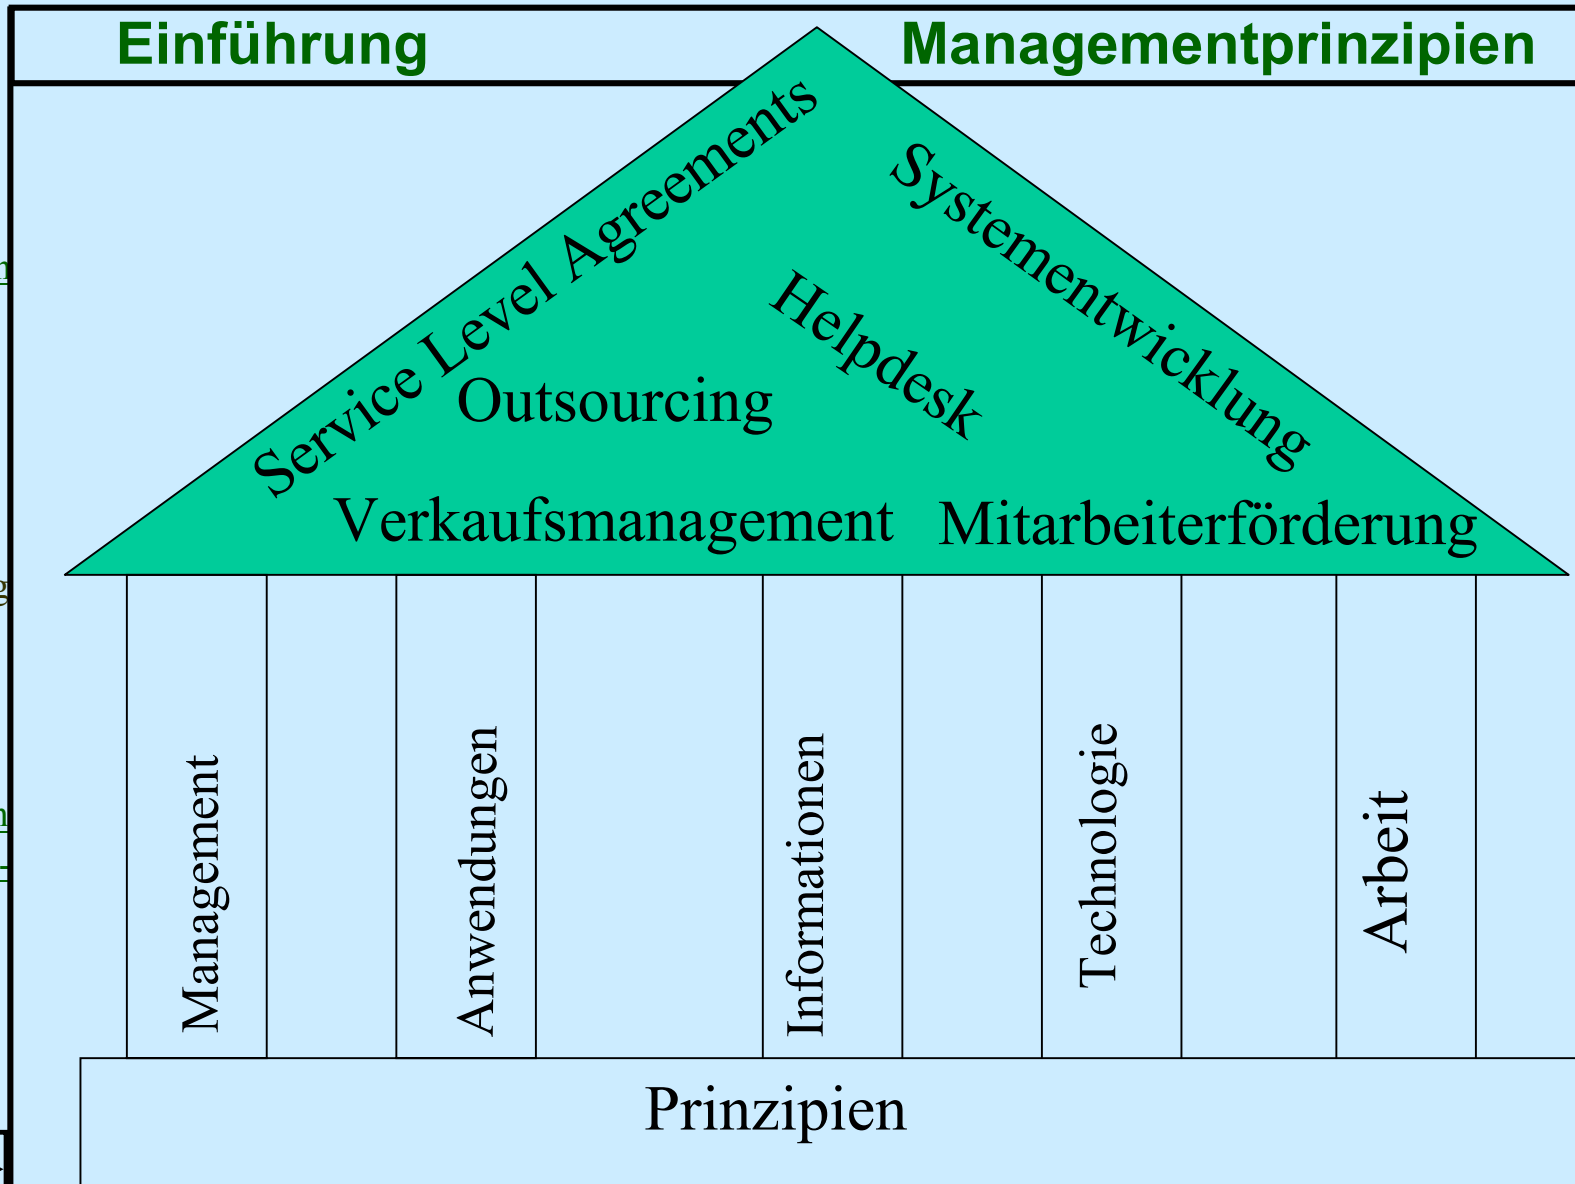 Einführung
Managementprinzipien
Service Level Agreements
Systementwicklung
Helpdesk
Outsourcing
Verkaufsmanagement
Mitarbeiterförderung
Management
Anwendungen
Informationen
Technologie
Arbeit
Prinzipien